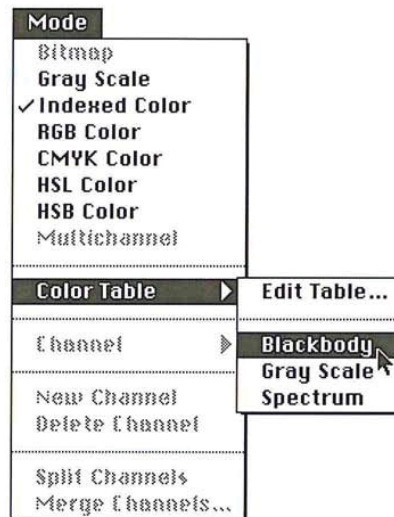 Mode
Bitmap
Gray Scale
✓Indexed Color
RGB Color
CMYK Color
HSL Color
HSB Color
Multichannel
Color Table
Edit Table...
Blackbody
Gray Scale
Spectrum
Channel
New Channel
Delete Channel
Split Channels
Merge Channels...